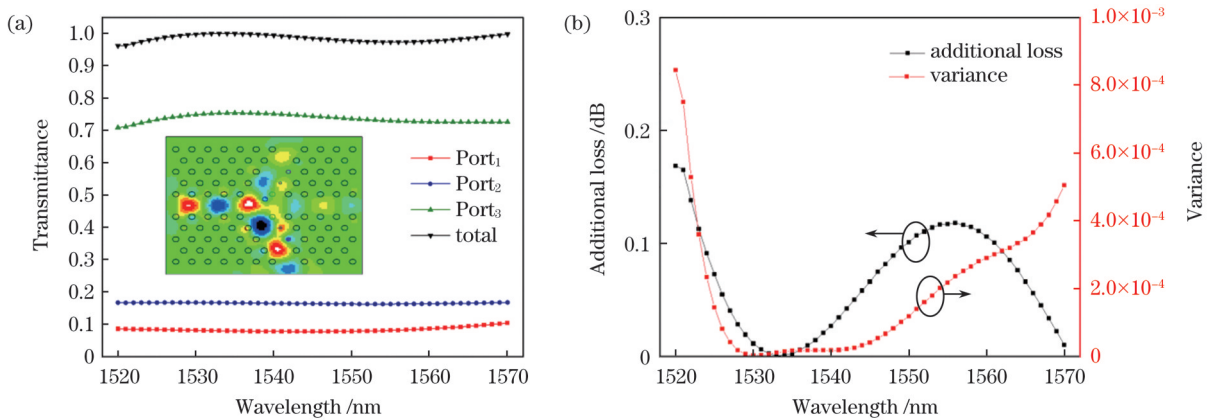 (a)
1.0
0.9
0.8
0.7
0.6
0.5
0.4
0.3
0.2
0.1
0
Transmittance
Port₁
Port₂
Port₃
total
1520
1530
1540
1550
1560
1570
Wavelength /nm
(b)
0.3
0.2
0.1
0
Additional loss /dB
additional loss
variance
1.0×10⁻³
8.0×10⁻⁴
6.0×10⁻⁴
4.0×10⁻⁴
2.0×10⁻⁴
0
Variance
1520
1530
1540
1550
1560
1570
Wavelength /nm